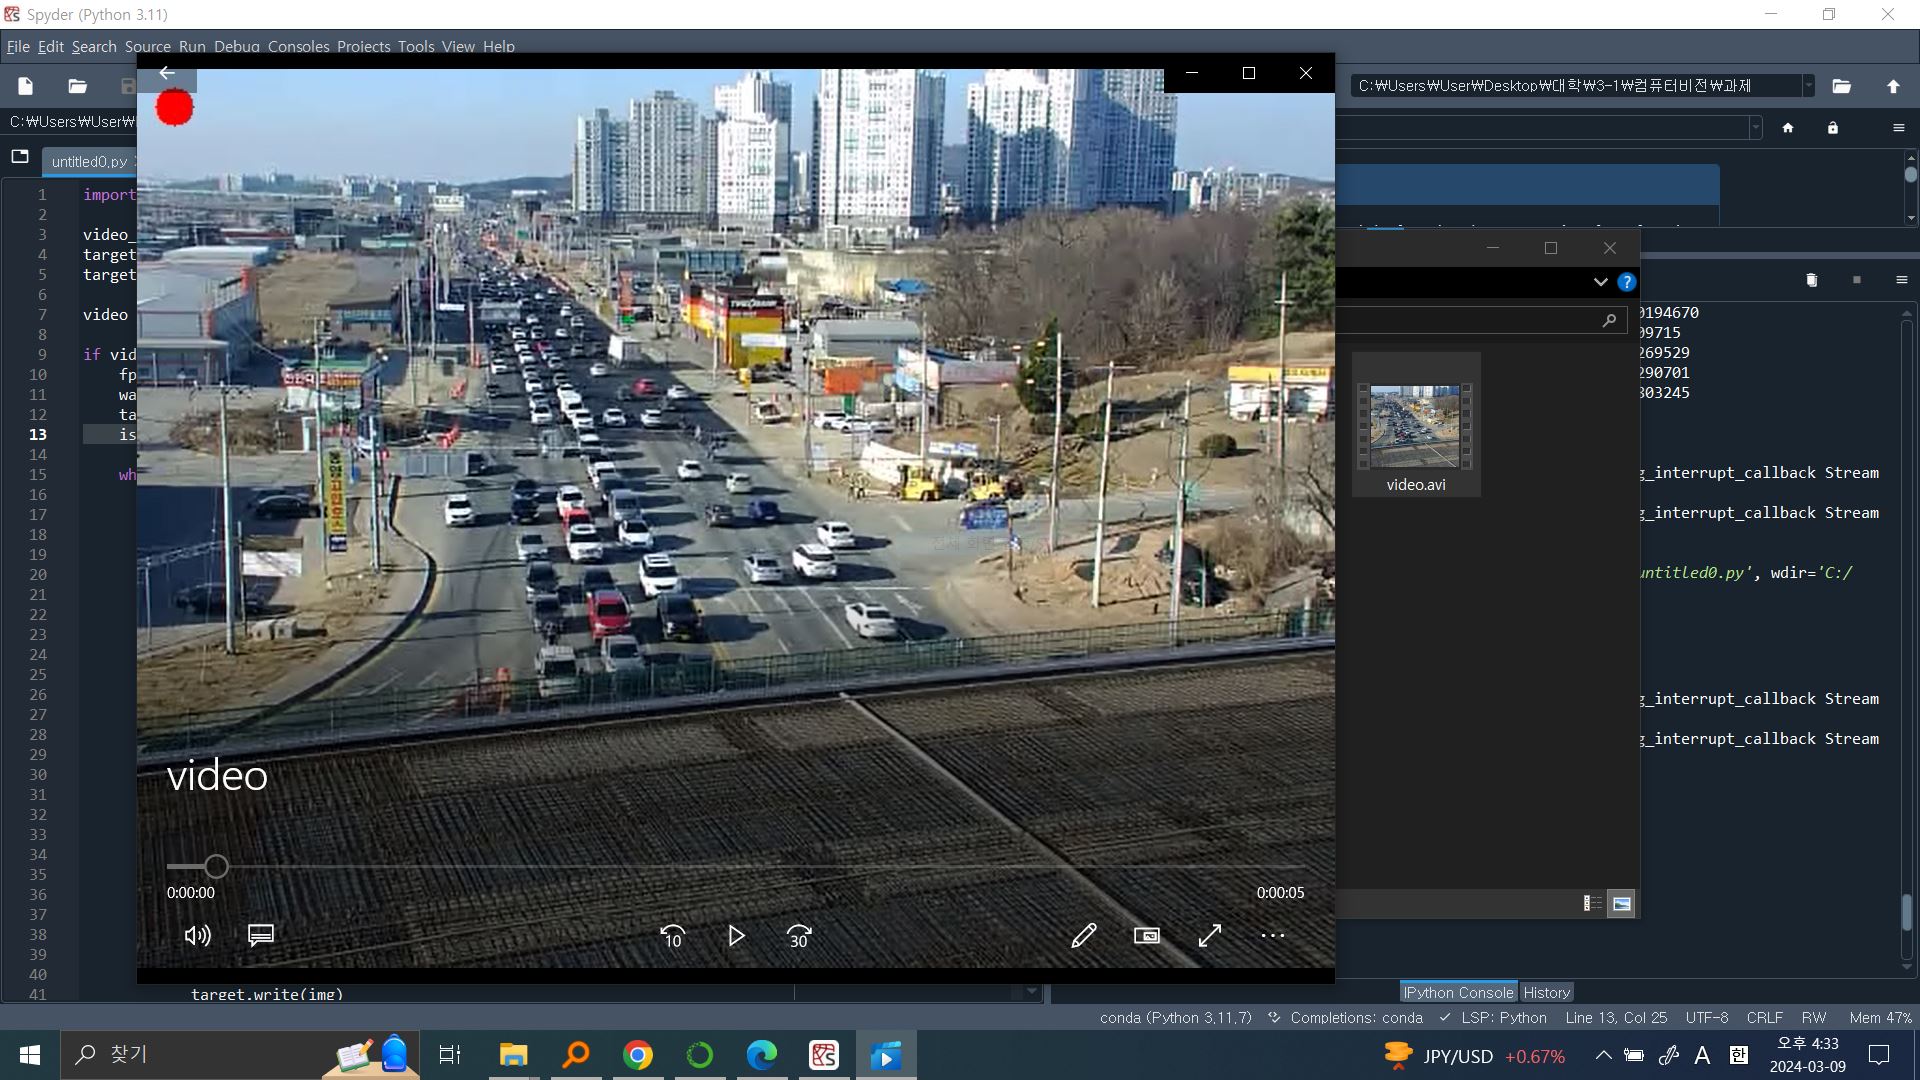 Spyder (Python 3.11)
File Edit Search Source Run Debug Consoles Projects Tools View Help
C:₩Users₩User₩Desktop₩대학₩3-1₩컴퓨터비전₩과제
C:₩Users₩User₩
untitled0.py
1 import
2
3 video_
4 target
5 target
6
7 video
8
9 if vid
10 fp
11 wa
12 ta
13 is
14
15 wh
16
17
18
19
20
21
22
23
24
25
26
27
28
29
30
31
32
33
34
35
36
37
38
39
40
41 target.write(img)
video
0:00:00
0:00:05
10
30
video.avi
0194670
09715
269529
290701
803245
g_interrupt_callback Stream
g_interrupt_callback Stream
untitled0.py', wdir='C:/
g_interrupt_callback Stream
g_interrupt_callback Stream
IPython Console History
conda (Python 3.11.7) Completions: conda LSP: Python Line 13, Col 25 UTF-8 CRLF RW Mem 47%
찾기
JPY/USD +0.67%
A 한
오후 4:33
2024-03-09